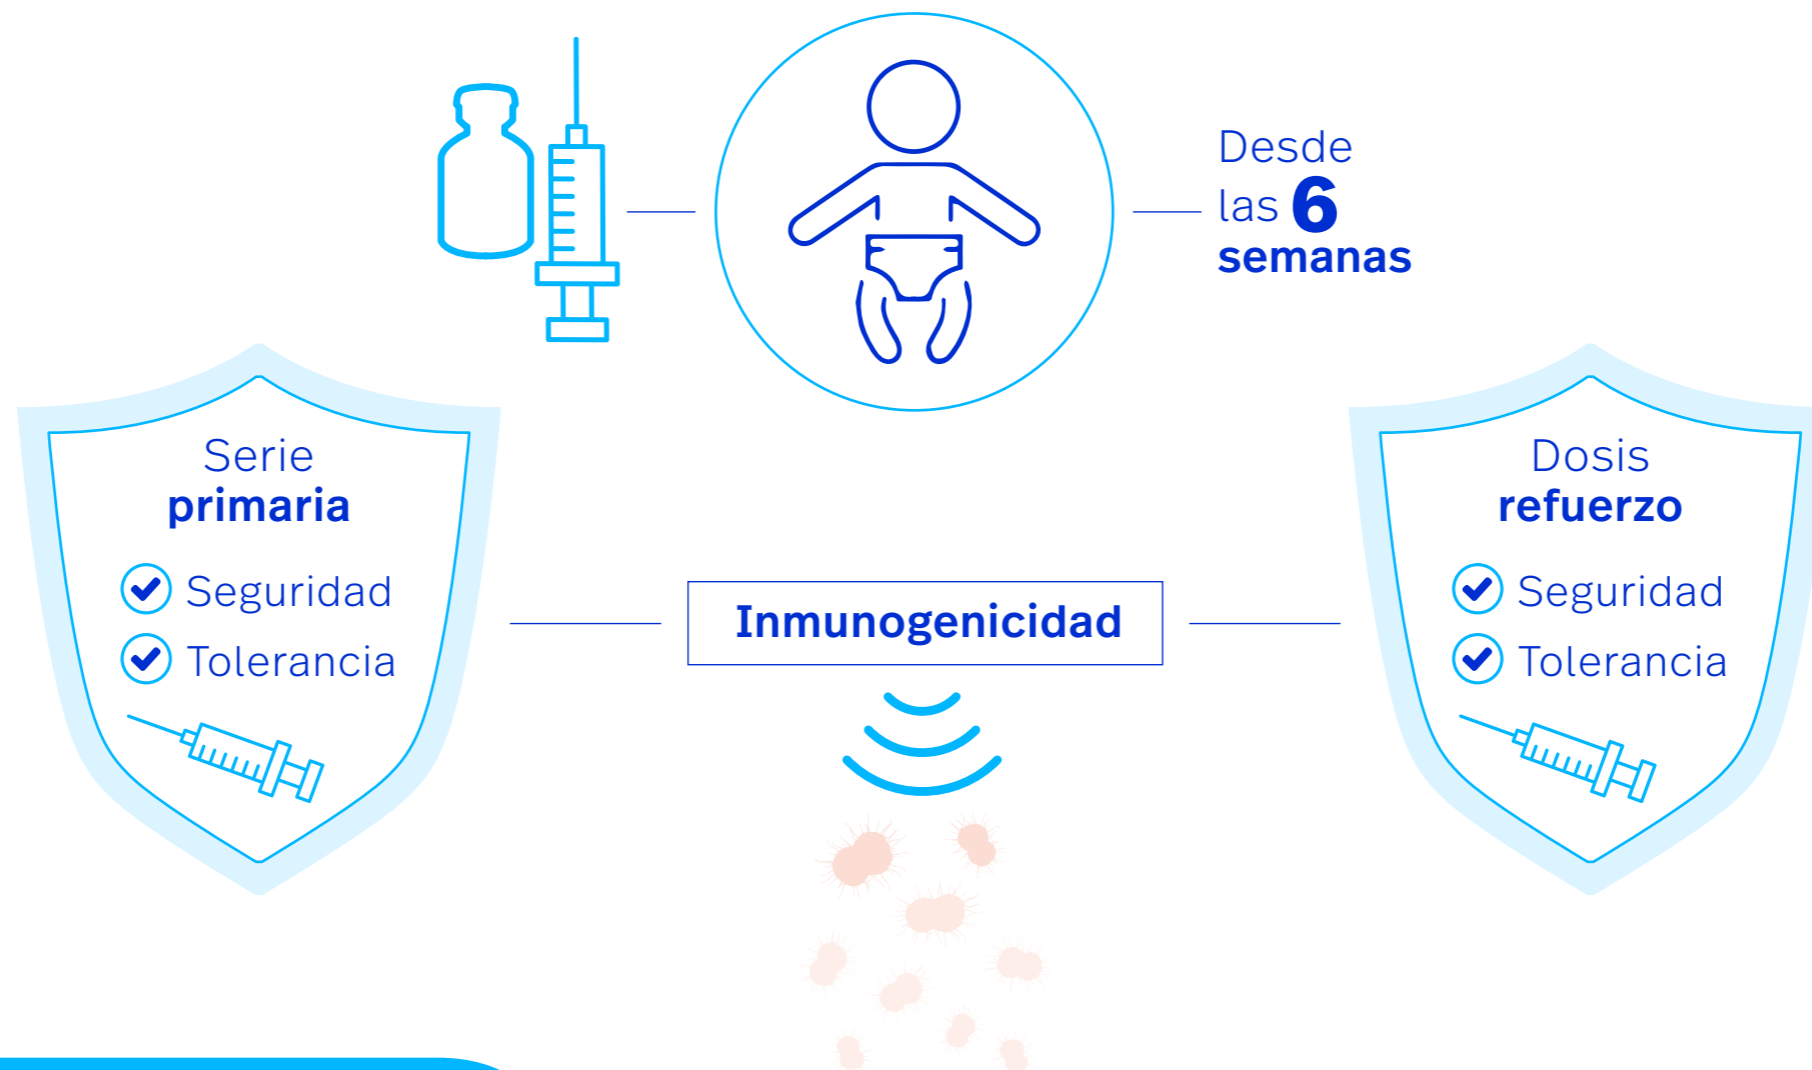 Desde
las 6
semanas
Serie
primaria
Seguridad
Tolerancia
Inmunogenicidad
Dosis
refuerzo
Seguridad
Tolerancia